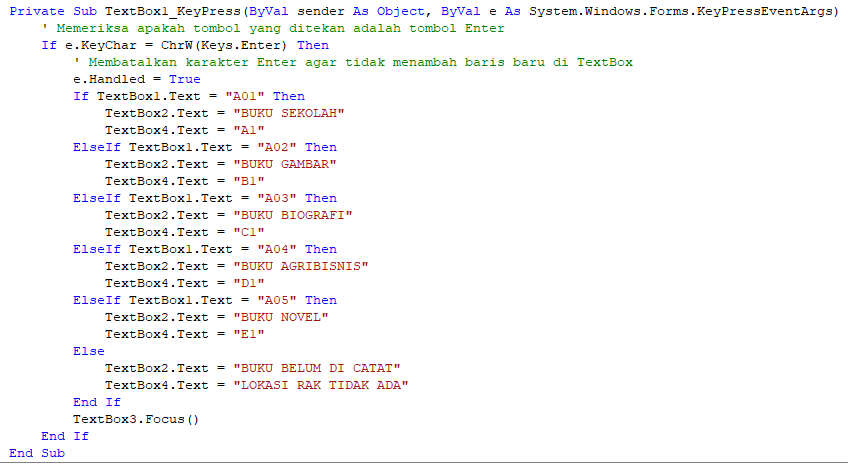 Private Sub TextBox1_KeyPress(ByVal sender As Object, ByVal e As System.Windows.Forms.KeyPressEventArgs)
    ' Memeriksa apakah tombol yang ditekan adalah tombol Enter
    If e.KeyChar = ChrW(Keys.Enter) Then
        ' Membatalkan karakter Enter agar tidak menambah baris baru di TextBox
        e.Handled = True
        If TextBox1.Text = "A01" Then
            TextBox2.Text = "BUKU SEKOLAH"
            TextBox4.Text = "A1"
        ElseIf TextBox1.Text = "A02" Then
            TextBox2.Text = "BUKU GAMBAR"
            TextBox4.Text = "B1"
        ElseIf TextBox1.Text = "A03" Then
            TextBox2.Text = "BUKU BIOGRAFI"
            TextBox4.Text = "C1"
        ElseIf TextBox1.Text = "A04" Then
            TextBox2.Text = "BUKU AGRIBISNIS"
            TextBox4.Text = "D1"
        ElseIf TextBox1.Text = "A05" Then
            TextBox2.Text = "BUKU NOVEL"
            TextBox4.Text = "E1"
        Else
            TextBox2.Text = "BUKU BELUM DI CATAT"
            TextBox4.Text = "LOKASI RAK TIDAK ADA"
        End If
        TextBox3.Focus()
    End If
End Sub